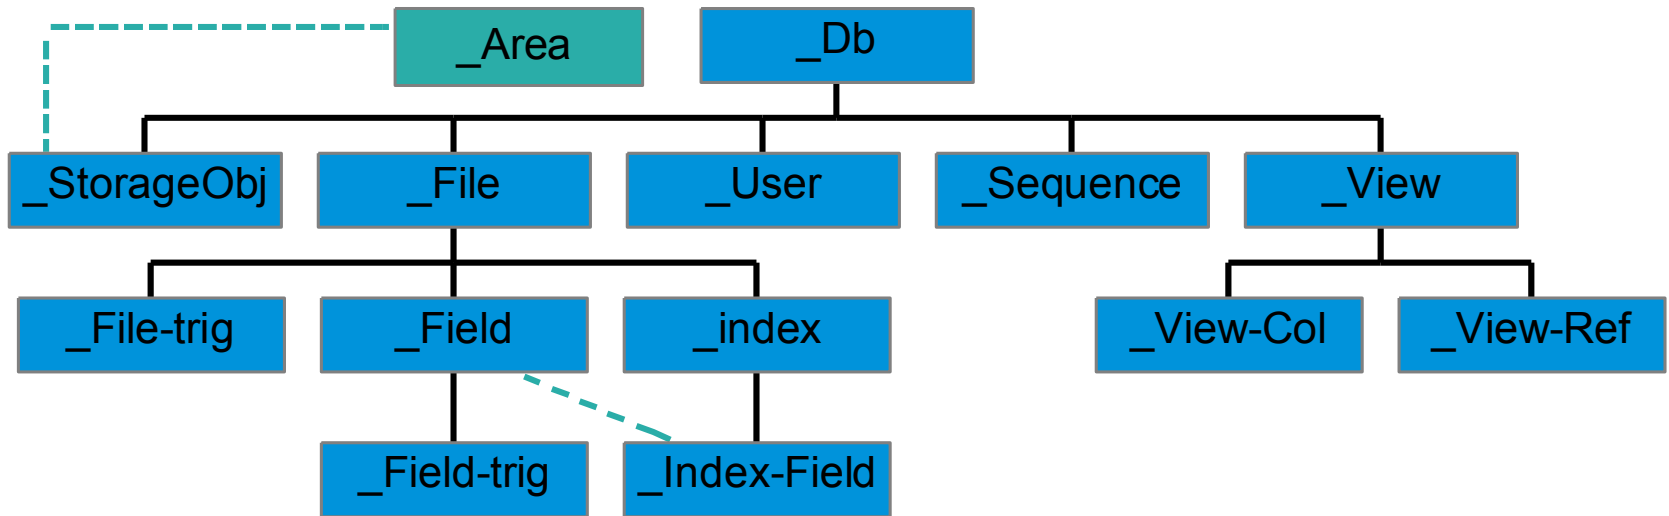 _Area
_Db
_StorageObj
_File
_User
_Sequence
_View
_File-trig
_Field
_index
_View-Col
_View-Ref
_Field-trig
_Index-Field